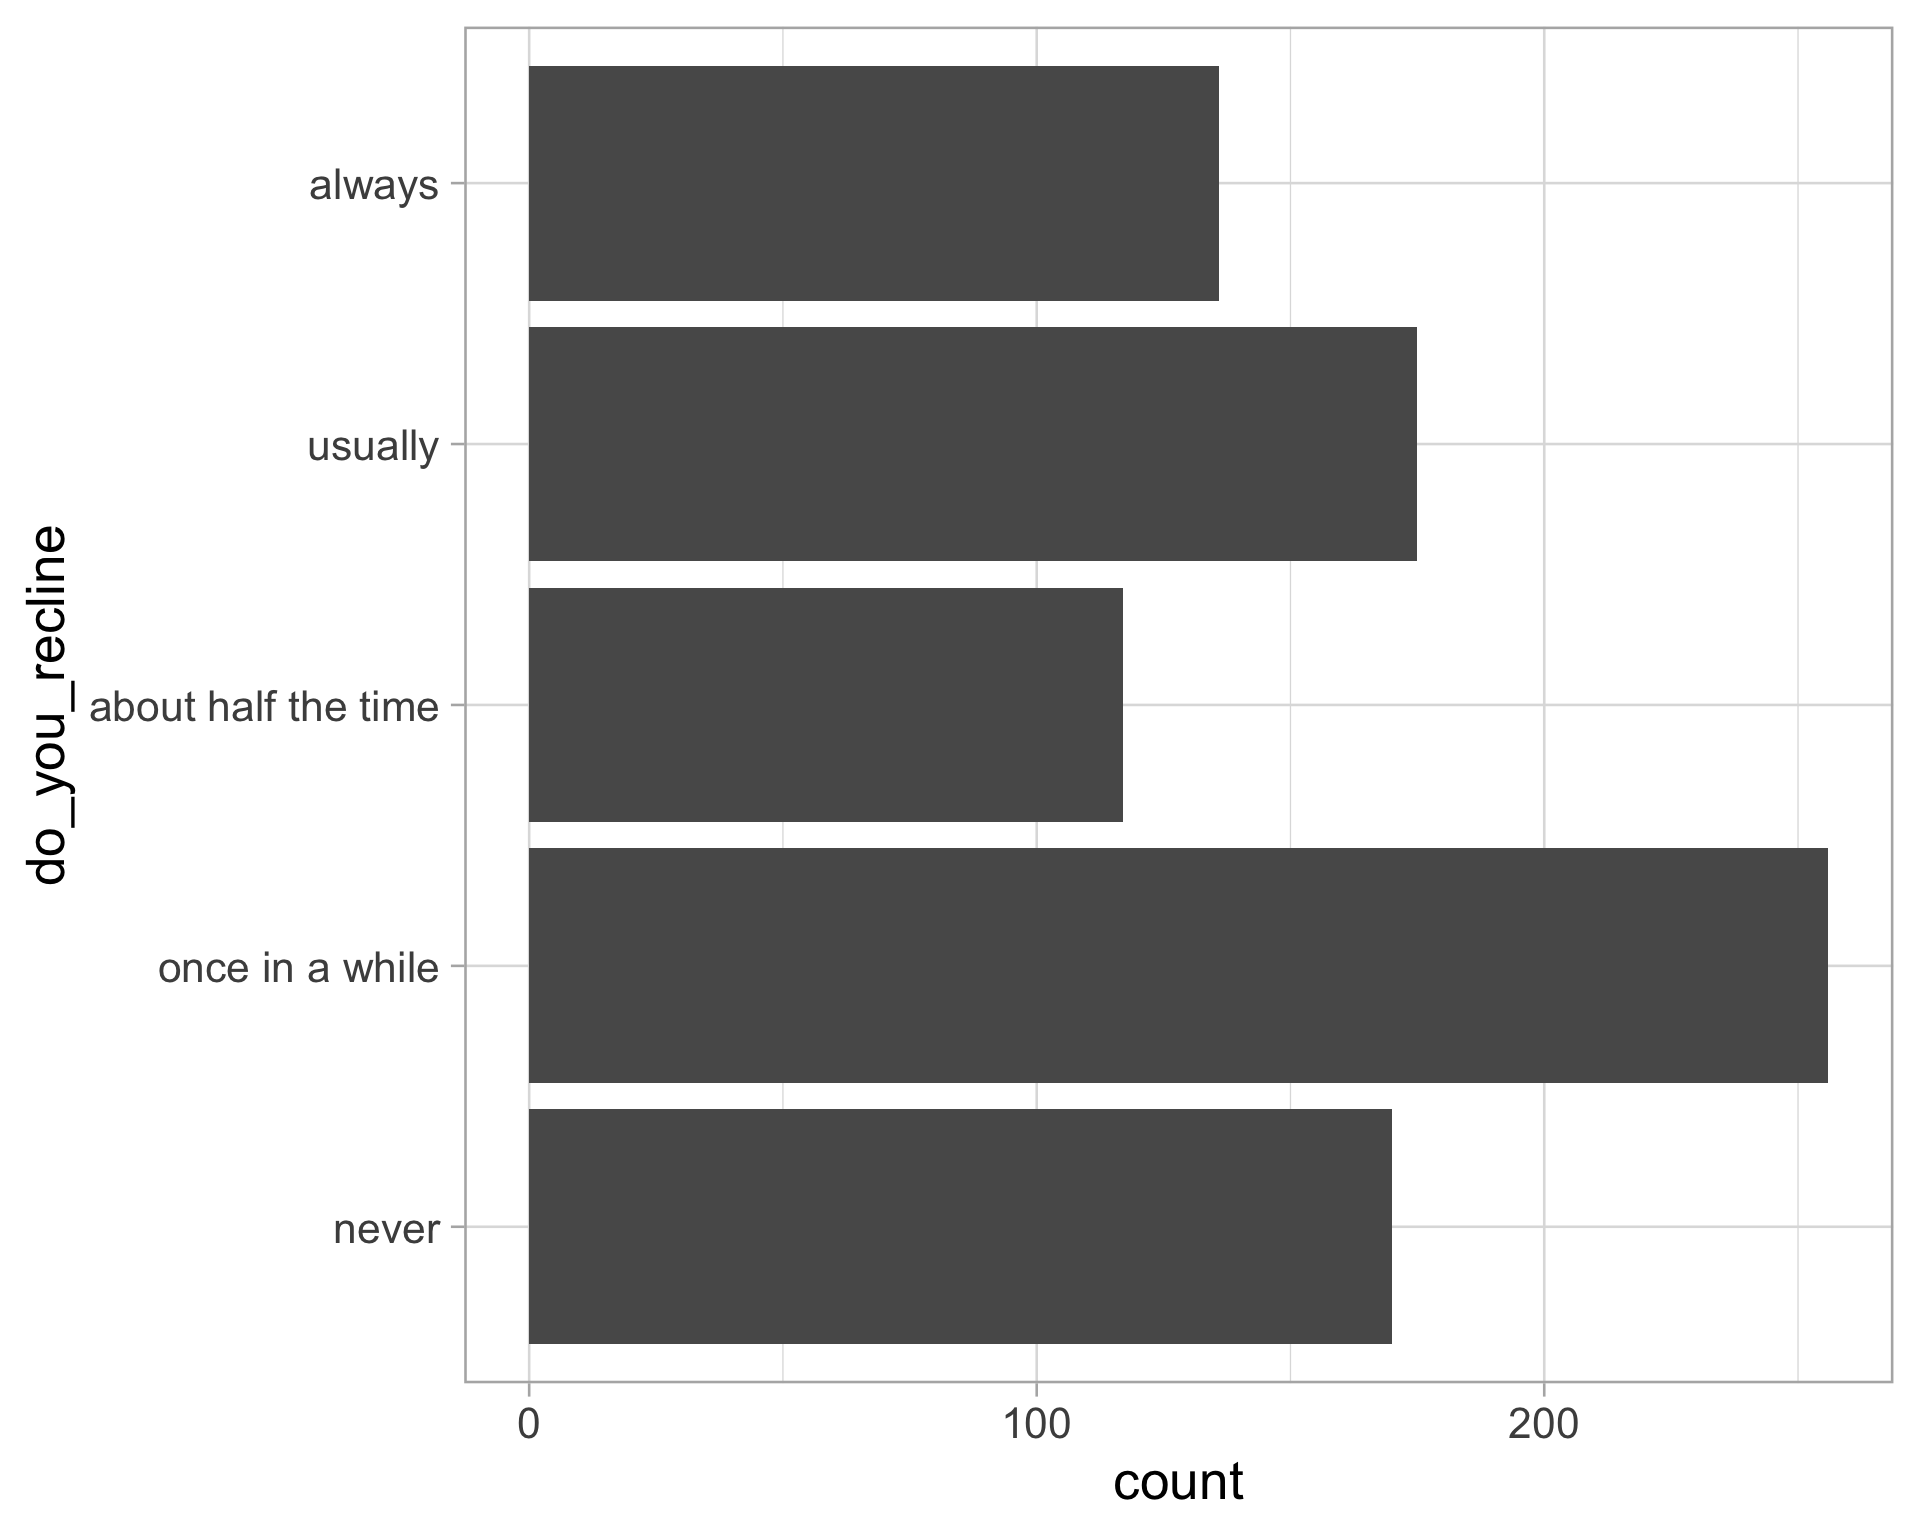 do_you_recline
always
usually
about half the time
once in a while
never
0 100 200
count